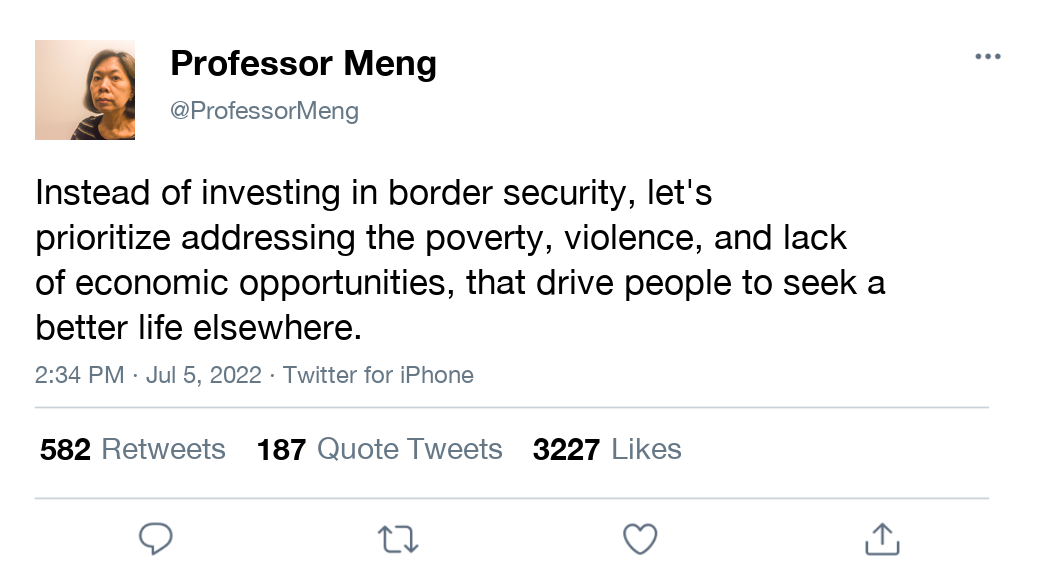 Professor Meng
@ProfessorMeng
Instead of investing in border security, let's
prioritize addressing the poverty, violence, and lack
of economic opportunities, that drive people to seek a
better life elsewhere.
2:34 PM · Jul 5, 2022 · Twitter for iPhone
582 Retweets 187 Quote Tweets 3227 Likes